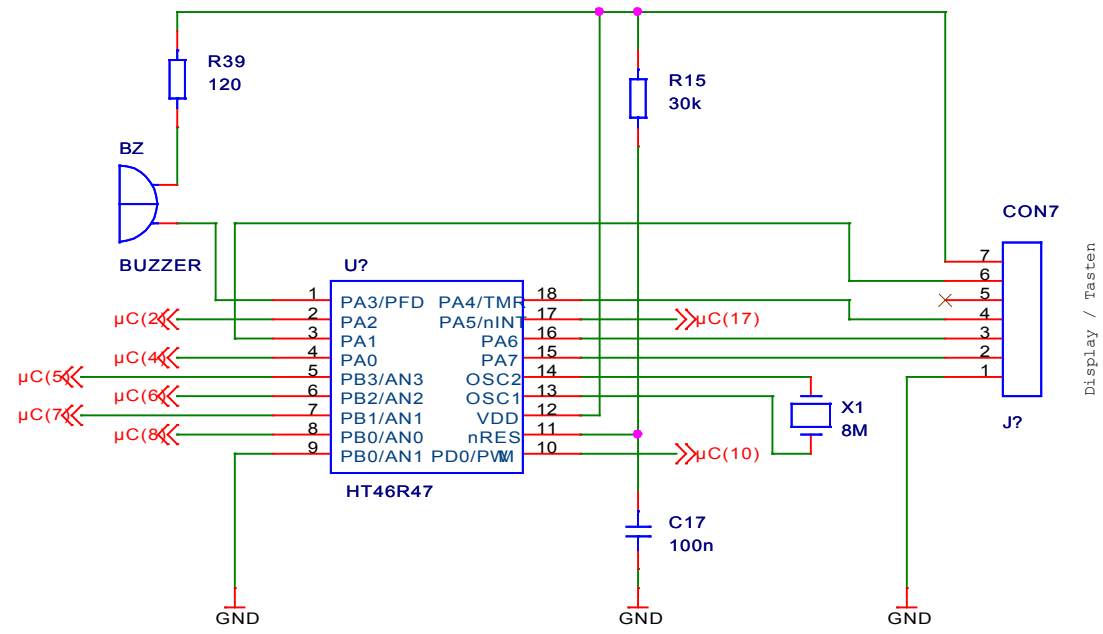 R39
120
R15
30k
BZ
BUZZER
CON7
Display / Tasten
U?
1
2
3
4
5
6
7
8
9
PA3/PFD
PA2
PA1
PA0
PB3/AN3
PB2/AN2
PB1/AN1
PB0/AN0
PB0/AN1
PA4/TMR
PA5/nINT
PA6
PA7
OSC2
OSC1
VDD
nRES
PD0/PWM
18
17
16
15
14
13
12
11
10
µC(2)
µC(4)
µC(5)
µC(6)
µC(7)
µC(8)
µC(17)
µC(10)
7
6
5
4
3
2
1
J?
X1
8M
HT46R47
C17
100n
GND
GND
GND